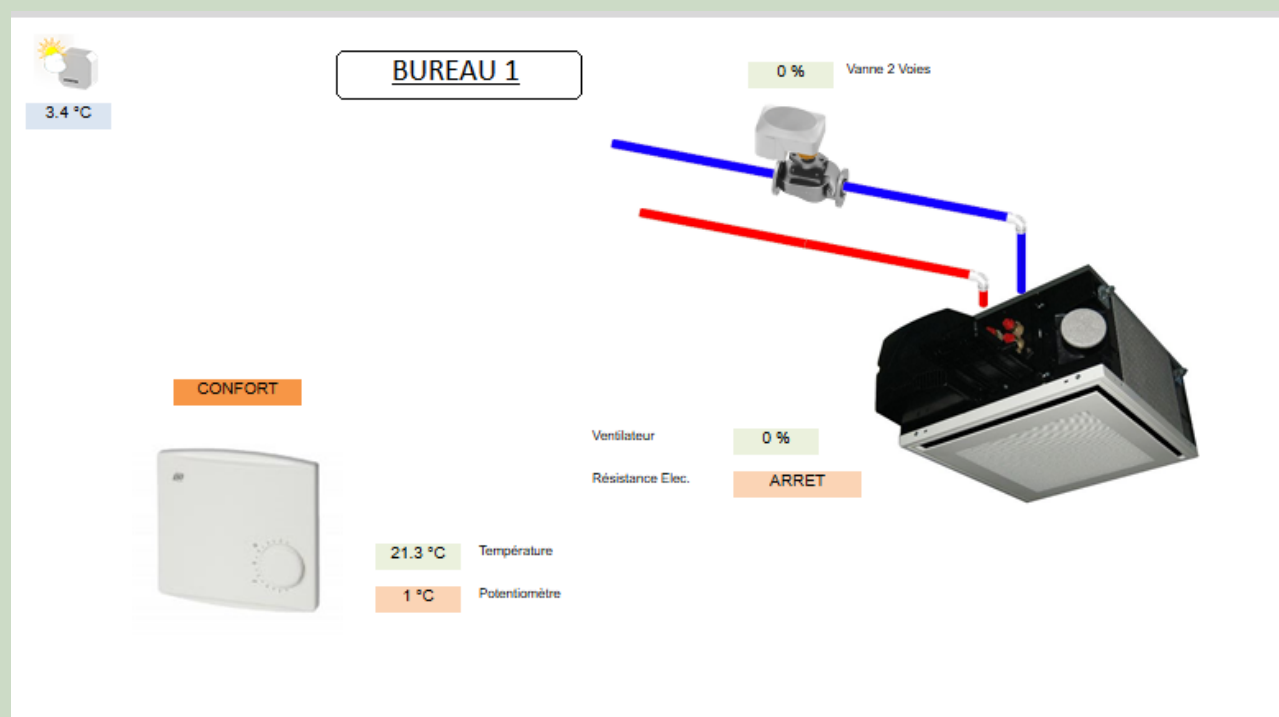 BUREAU 1
0 %
Vanne 2 Voies
3.4 °C
CONFORT
Ventilateur
0 %
Résistance Elec.
ARRET
21.3 °C
Température
1 °C
Potentiomètre